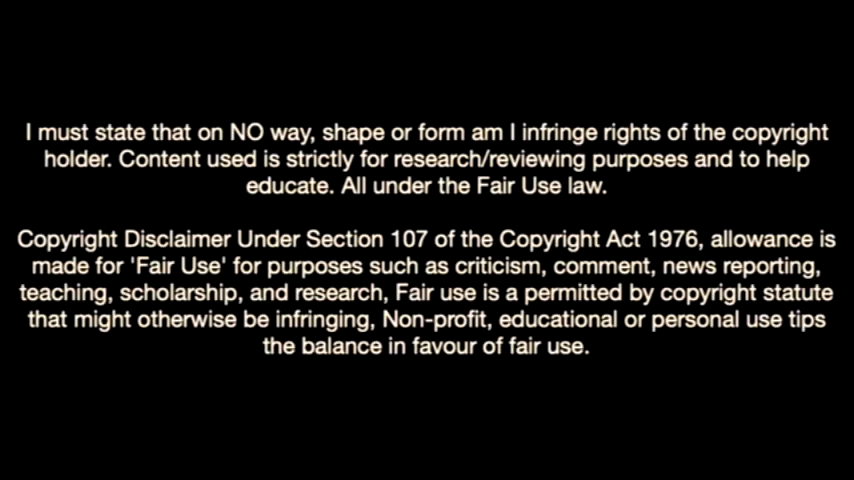 I must state that on NO way, shape or form am I infringe rights of the copyright
holder. Content used is strictly for research/reviewing purposes and to help
educate. All under the Fair Use law.
Copyright Disclaimer Under Section 107 of the Copyright Act 1976, allowance is
made for 'Fair Use' for purposes such as criticism, comment, news reporting,
teaching, scholarship, and research, Fair use is a permitted by copyright statute
that might otherwise be infringing, Non-profit, educational or personal use tips
the balance in favour of fair use.